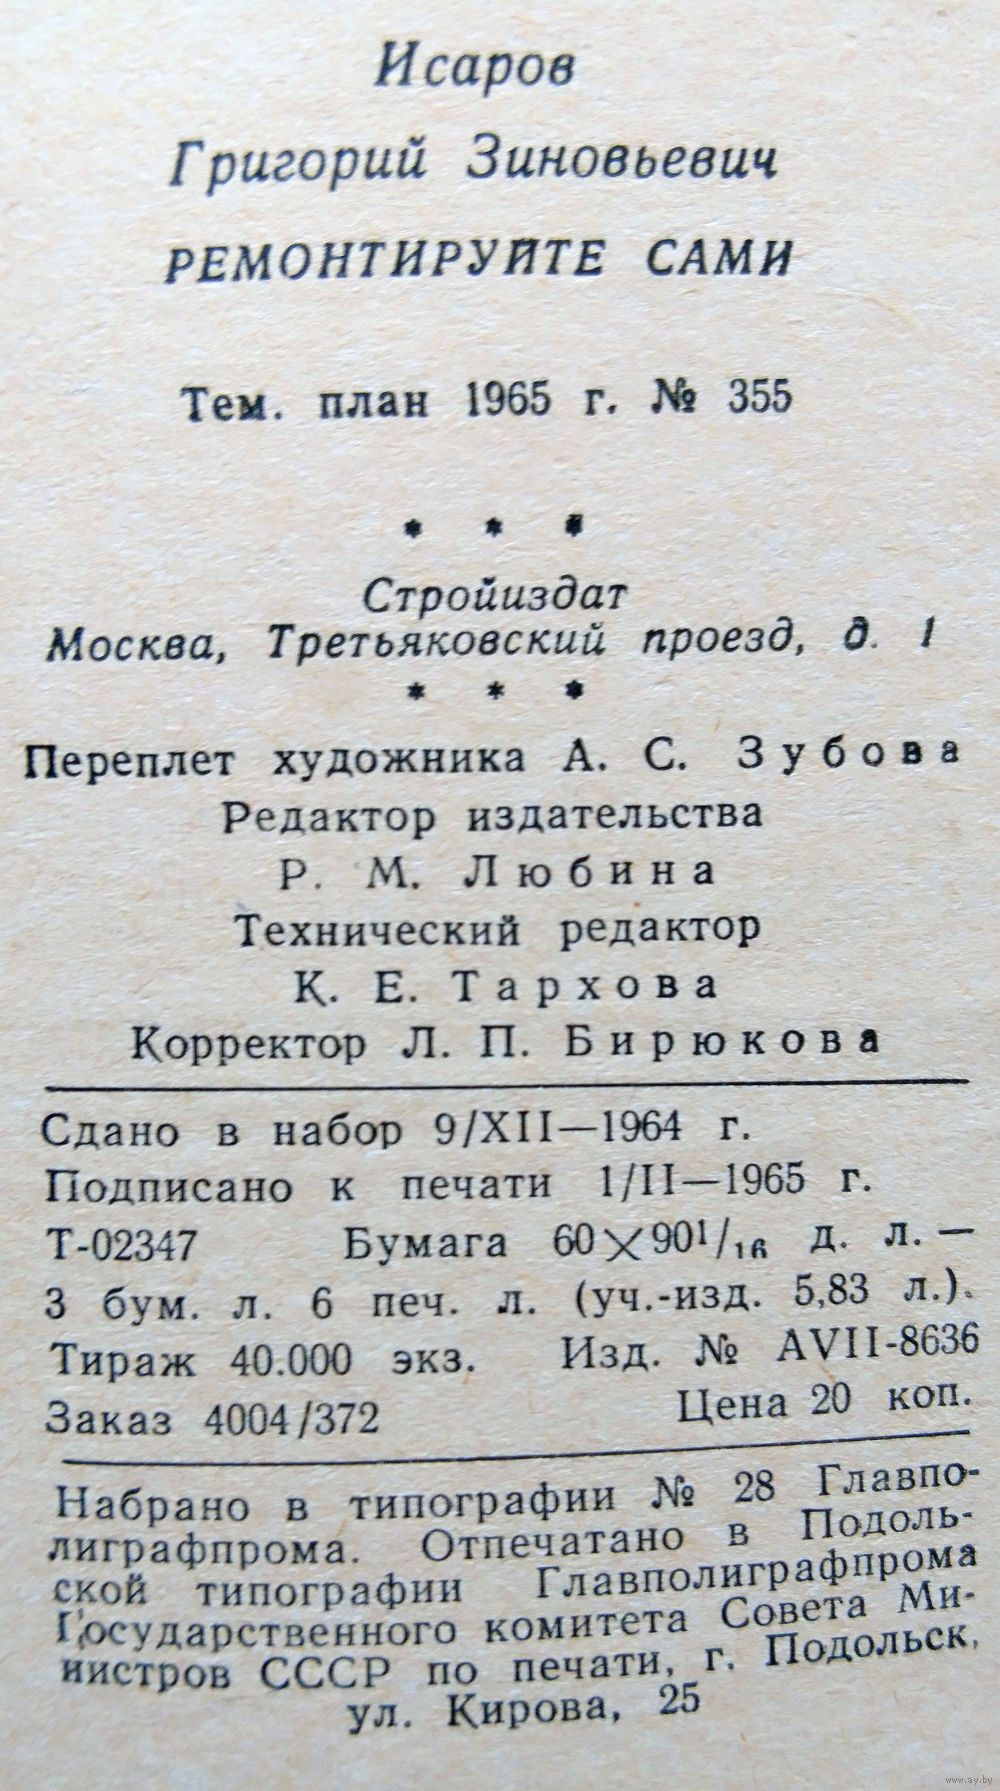 Исаров
Григорий Зиновьевич
РЕМОНТИРУЙТЕ САМИ
Тем. план 1965 г. № 355
* * *
Стройиздат
Москва, Третьяковский проезд, д. 1
* * *
Переплет художника А. С. Зубова
Редактор издательства
Р. М. Любина
Технический редактор
К. Е. Тархова
Корректор Л. П. Бирюкова
Сдано в набор 9/XII—1964 г.
Подписано к печати 1/II—1965 г.
Т-02347 Бумага 60×90¹/₁₆ д. л.—
3 бум. л. 6 печ. л. (уч.-изд. 5,83 л.).
Тираж 40.000 экз. Изд. № AVII-8636
Заказ 4004/372 Цена 20 коп.
Набрано в типографии № 28 Главпо-
лиграфпрома. Отпечатано в Подоль-
ской типографии Главполиграфпрома
Государственного комитета Совета Ми-
нистров СССР по печати, г. Подольск,
ул. Кирова, 25
www.ay.by